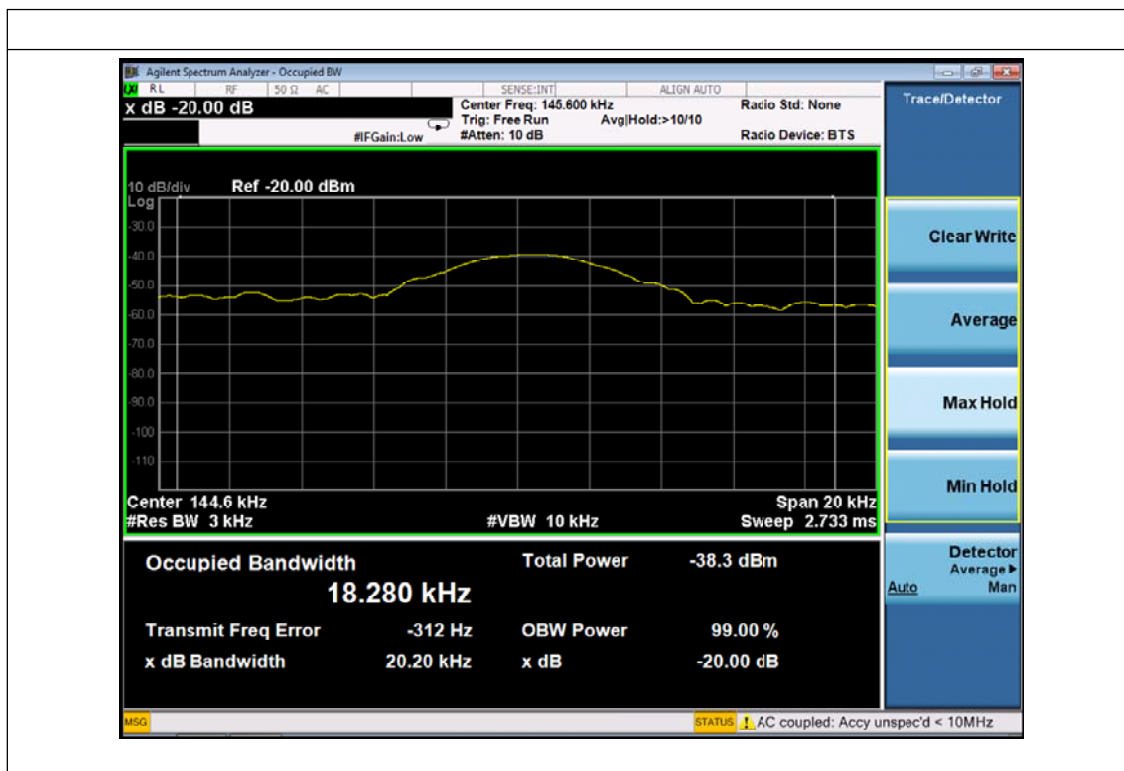 Agilent Spectrum Analyzer - Occupied BW
RL RF 50 Ω AC SENSE:INT ALIGN AUTO
x dB -20.00 dB
Center Freq: 145.600 kHz Radio Std: None
Trig: Free Run Avg|Hold:>10/10
#IFGain:Low #Atten: 10 dB Radio Device: BTS
10 dB/div Ref -20.00 dBm
Log
-30.0
-40.0
-50.0
-60.0
-70.0
-80.0
-90.0
-100
-110
Center 144.6 kHz Span 20 kHz
#Res BW 3 kHz #VBW 10 kHz Sweep 2.733 ms
Occupied Bandwidth Total Power -38.3 dBm
18.280 kHz
Transmit Freq Error -312 Hz OBW Power 99.00 %
x dB Bandwidth 20.20 kHz x dB -20.00 dB
MSG STATUS AC coupled: Accy unspec'd < 10MHz
Trace/Detector
Clear Write
Average
Max Hold
Min Hold
Detector
Average
Auto Man